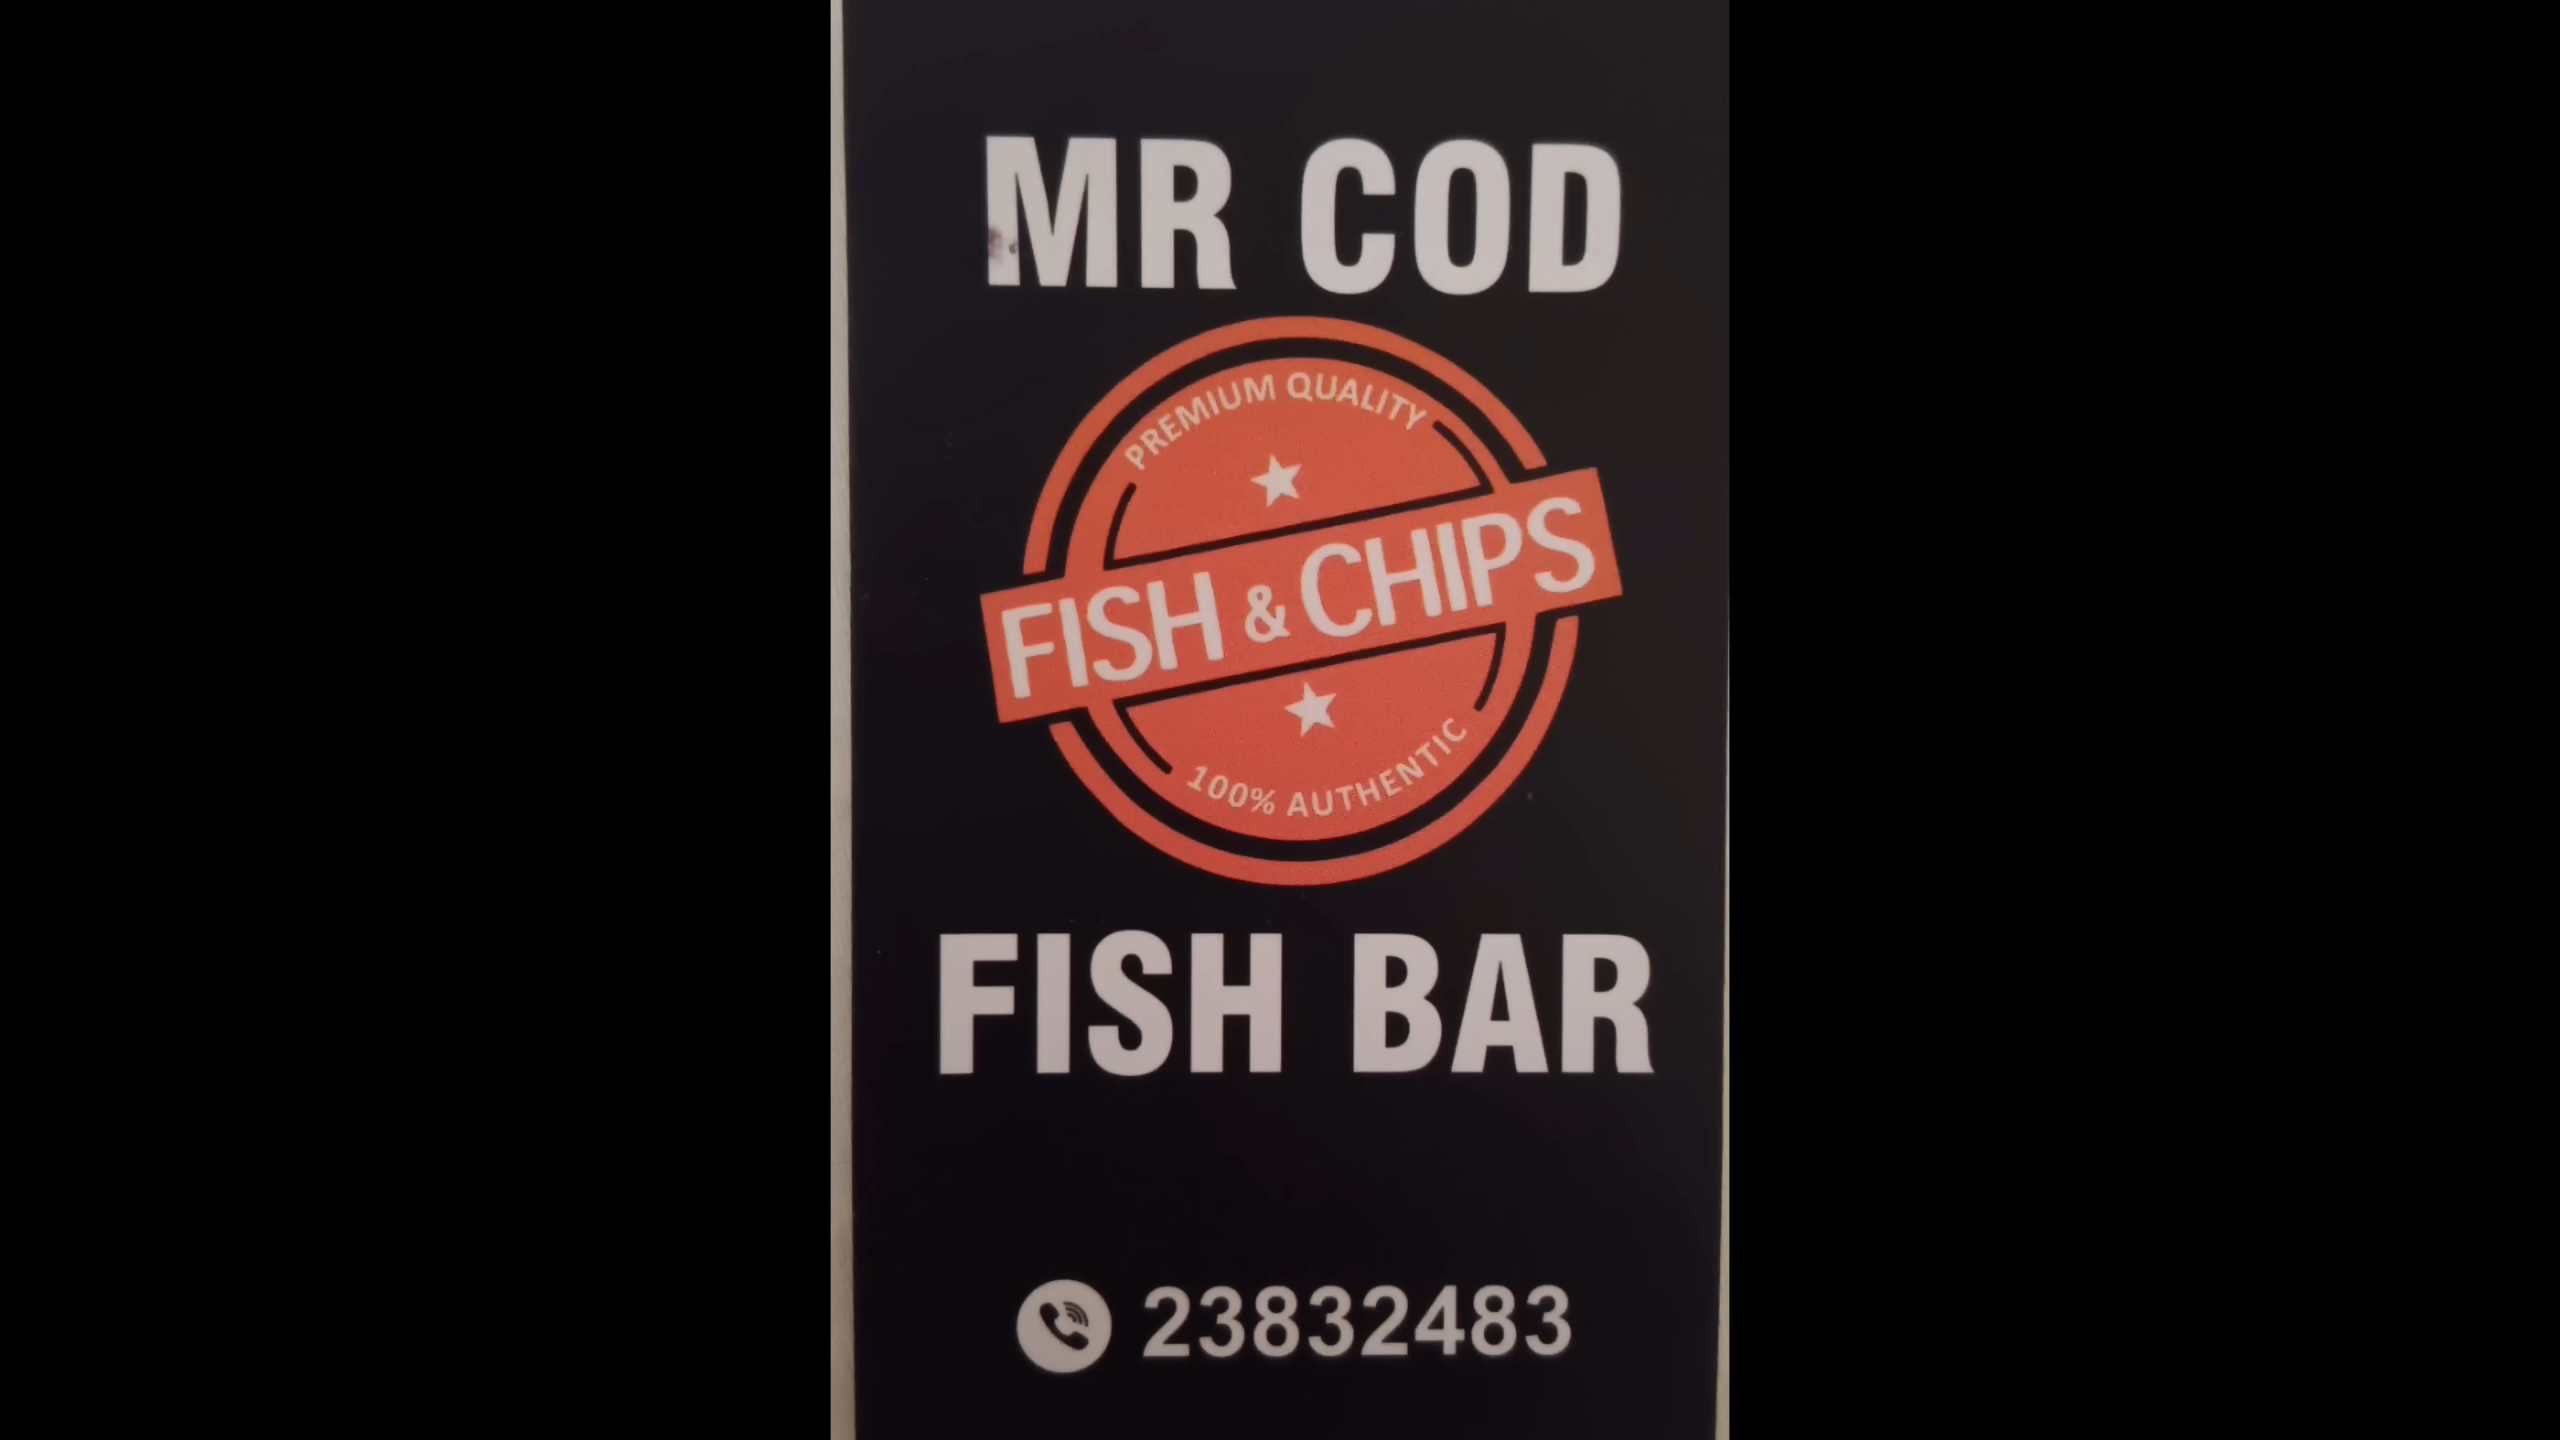 MR COD
PREMIUM QUALITY
FISH & CHIPS
100% AUTHENTIC
FISH BAR
23832483